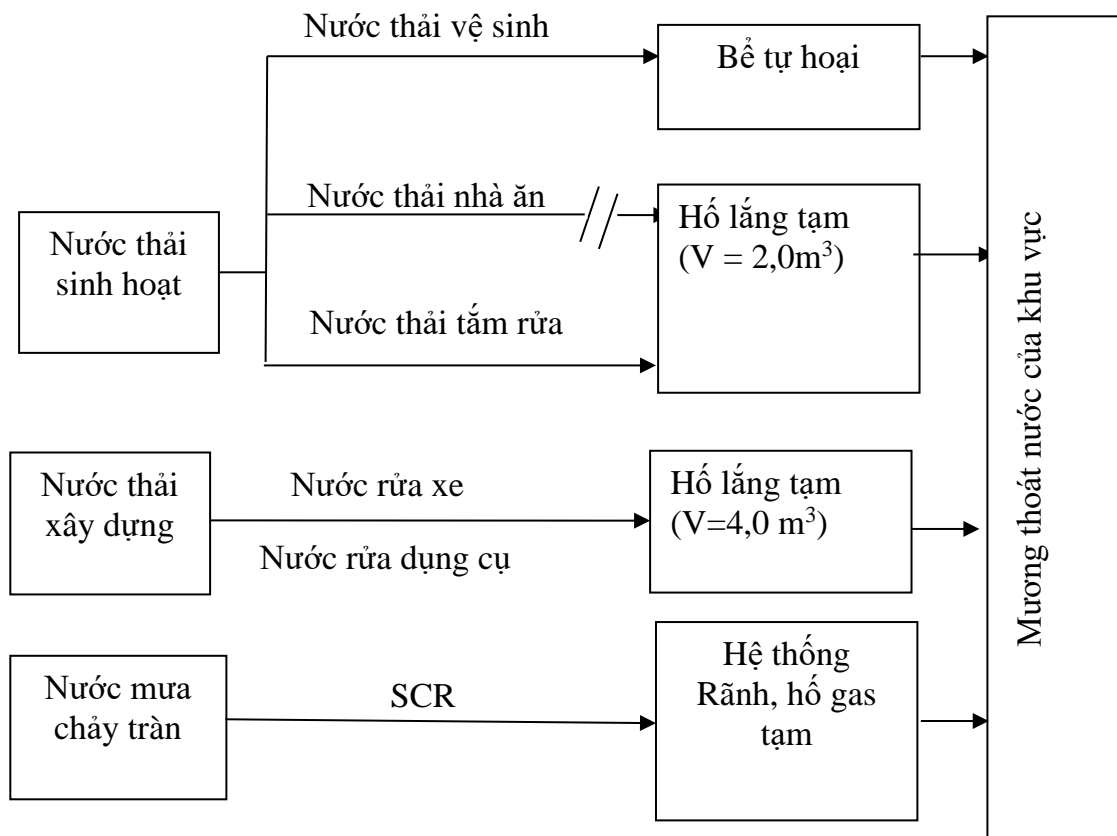 Nước thải vệ sinh
Bể tự hoại
Nước thải nhà ăn
Hố lắng tạm
(V = 2,0m³)
Nước thải
sinh hoạt
Nước thải tắm rửa
Nước thải
xây dựng
Nước rửa xe
Nước rửa dụng cụ
Hố lắng tạm
(V=4,0 m³)
Nước mưa
chảy tràn
SCR
Hệ thống
Rãnh, hố gas
tạm
Mương thoát nước của khu vực